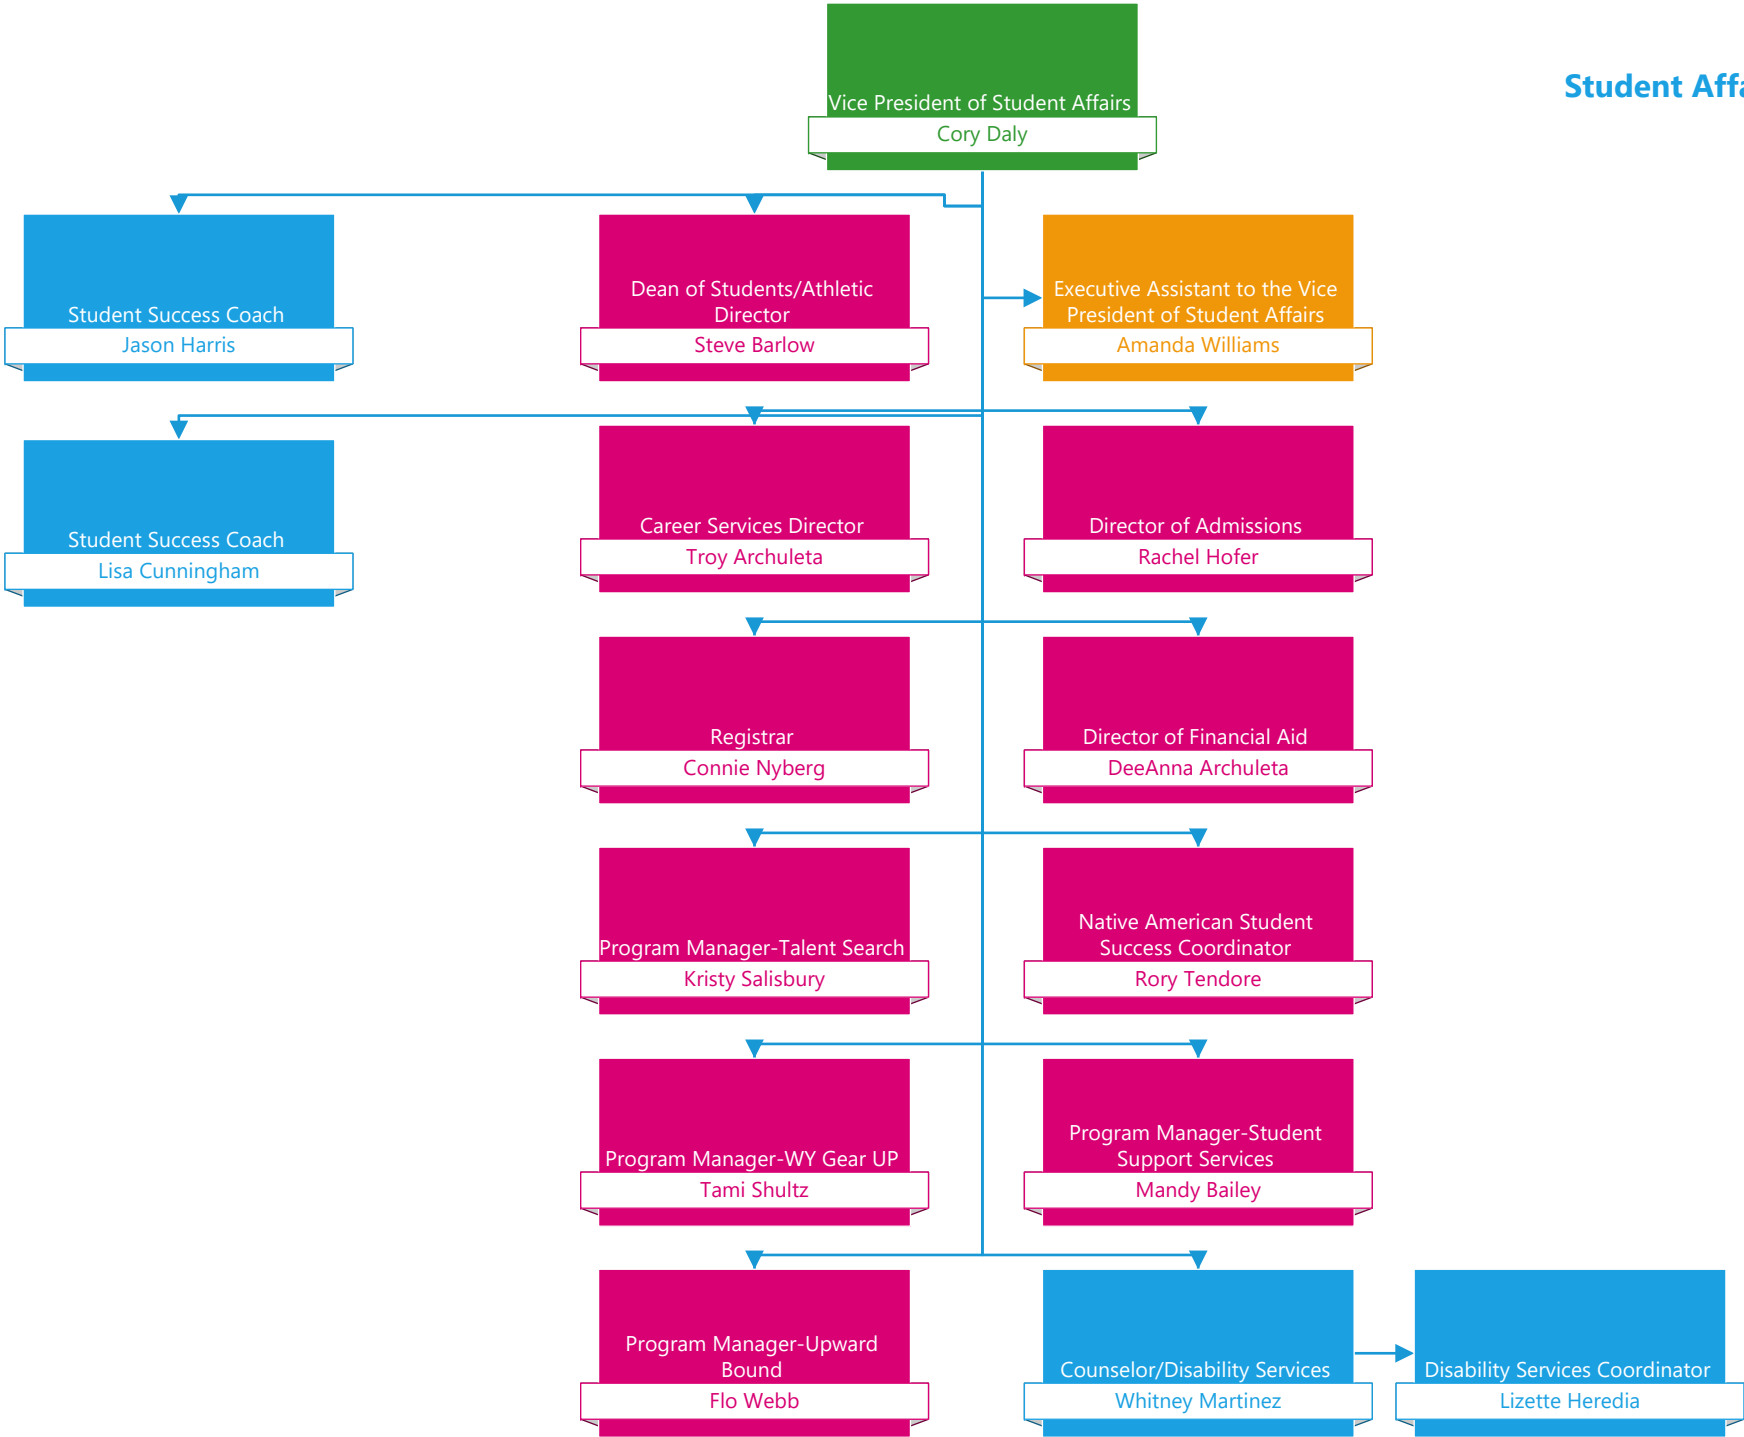 Vice President of Student Affairs
Cory Daly
Student
Student Success Coach
Jason Harris
Dean of Students/Athletic
Director
Steve Barlow
Executive Assistant to the Vice
President of Student Affairs
Amanda Williams
Student Success Coach
Lisa Cunningham
Career Services Director
Troy Archuleta
Director of Admissions
Rachel Hofer
Registrar
Connie Nyberg
Director of Financial Aid
DeeAnna Archuleta
Program Manager-Talent Search
Kristy Salisbury
Native American Student
Success Coordinator
Rory Tendore
Program Manager-WY Gear UP
Tami Shultz
Program Manager-Student
Support Services
Mandy Bailey
Program Manager-Upward
Bound
Flo Webb
Counselor/Disability Services
Whitney Martinez
Disability Services Coordinator
Lizette Heredia